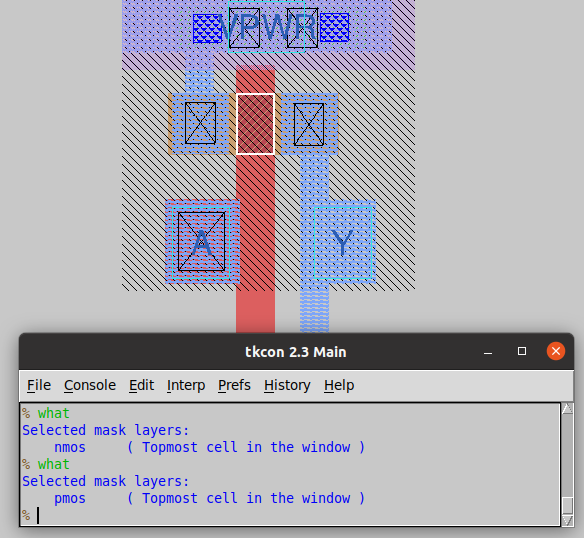 VPWR
A
Y
tkcon 2.3 Main
File Console Edit Interp Prefs History Help
% what
Selected mask layers:
nmos ( Topmost cell in the window )
% what
Selected mask layers:
pmos ( Topmost cell in the window )
%